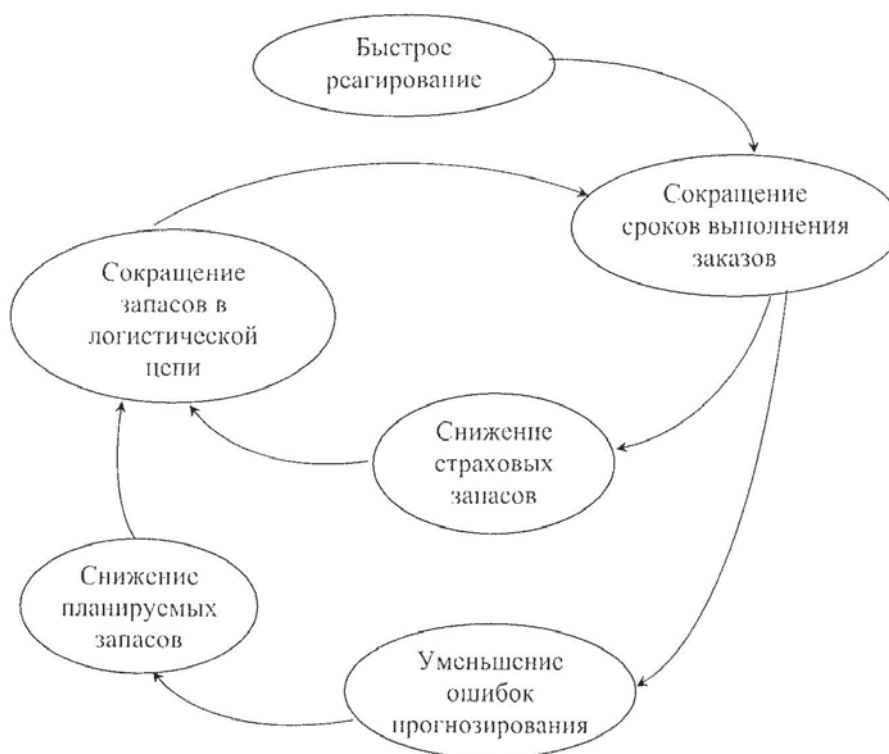 Быстрое
реагирование
Сокращение
сроков выполнения
заказов
Сокращение
запасов в
логистической
цепи
Снижение
страховых
запасов
Снижение
планируемых
запасов
Уменьшение
ошибок
прогнозирования